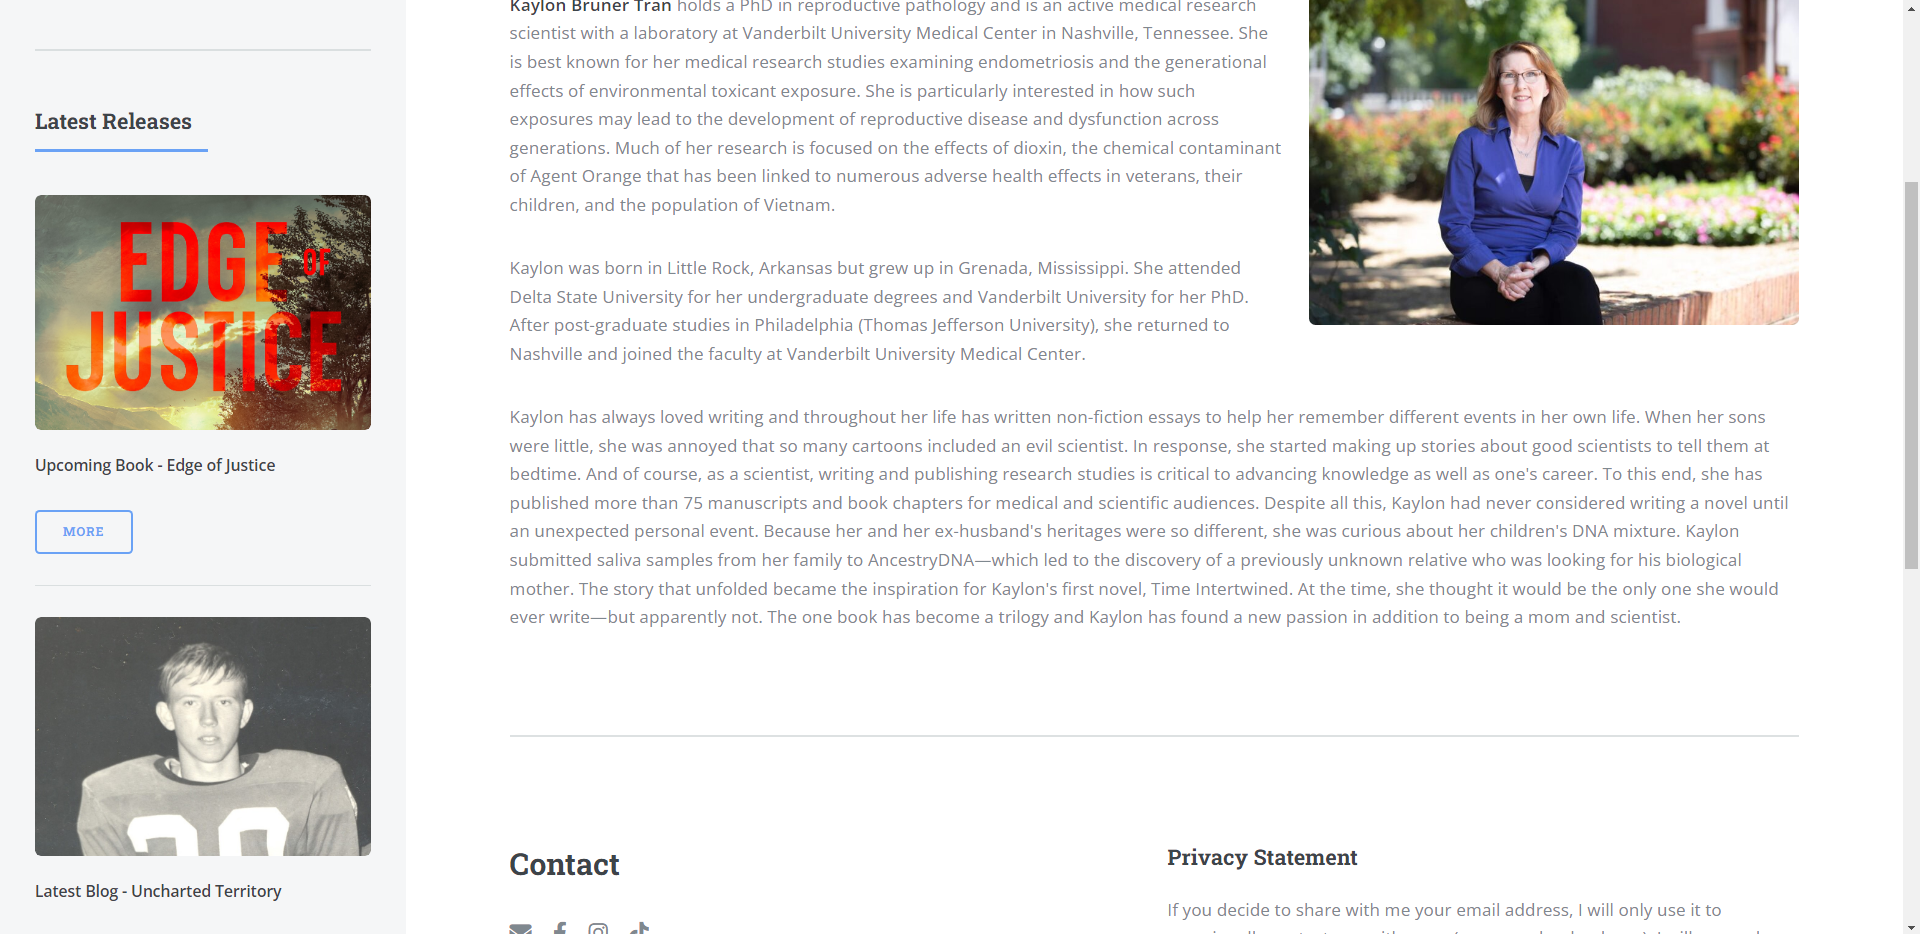 Latest Releases
EDGE OF
JUSTICE
Upcoming Book - Edge of Justice
MORE
Latest Blog - Uncharted Territory
Kaylon Bruner Tran holds a PhD in reproductive pathology and is an active medical research
scientist with a laboratory at Vanderbilt University Medical Center in Nashville, Tennessee. She
is best known for her medical research studies examining endometriosis and the generational
effects of environmental toxicant exposure. She is particularly interested in how such
exposures may lead to the development of reproductive disease and dysfunction across
generations. Much of her research is focused on the effects of dioxin, the chemical contaminant
of Agent Orange that has been linked to numerous adverse health effects in veterans, their
children, and the population of Vietnam.
Kaylon was born in Little Rock, Arkansas but grew up in Grenada, Mississippi. She attended
Delta State University for her undergraduate degrees and Vanderbilt University for her PhD.
After post-graduate studies in Philadelphia (Thomas Jefferson University), she returned to
Nashville and joined the faculty at Vanderbilt University Medical Center.
Kaylon has always loved writing and throughout her life has written non-fiction essays to help her remember different events in her own life. When her sons
were little, she was annoyed that so many cartoons included an evil scientist. In response, she started making up stories about good scientists to tell them at
bedtime. And of course, as a scientist, writing and publishing research studies is critical to advancing knowledge as well as one's career. To this end, she has
published more than 75 manuscripts and book chapters for medical and scientific audiences. Despite all this, Kaylon had never considered writing a novel until
an unexpected personal event. Because her and her ex-husband's heritages were so different, she was curious about her children's DNA mixture. Kaylon
submitted saliva samples from her family to AncestryDNA—which led to the discovery of a previously unknown relative who was looking for his biological
mother. The story that unfolded became the inspiration for Kaylon's first novel, Time Intertwined. At the time, she thought it would be the only one she would
ever write—but apparently not. The one book has become a trilogy and Kaylon has found a new passion in addition to being a mom and scientist.
Contact
Privacy Statement
If you decide to share with me your email address, I will only use it to